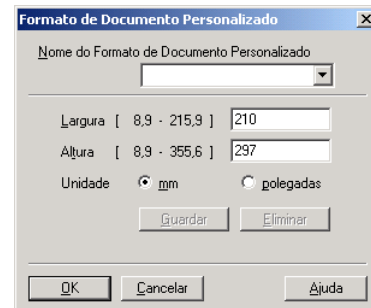 Formato de Documento Personalizado
Nome do Formato de Documento Personalizado
Largura [ 8,9 - 215,9 ] 210
Altura [ 8,9 - 355,6 ] 297
Unidade mm polegadas
Guardar Eliminar
OK Cancelar Ajuda